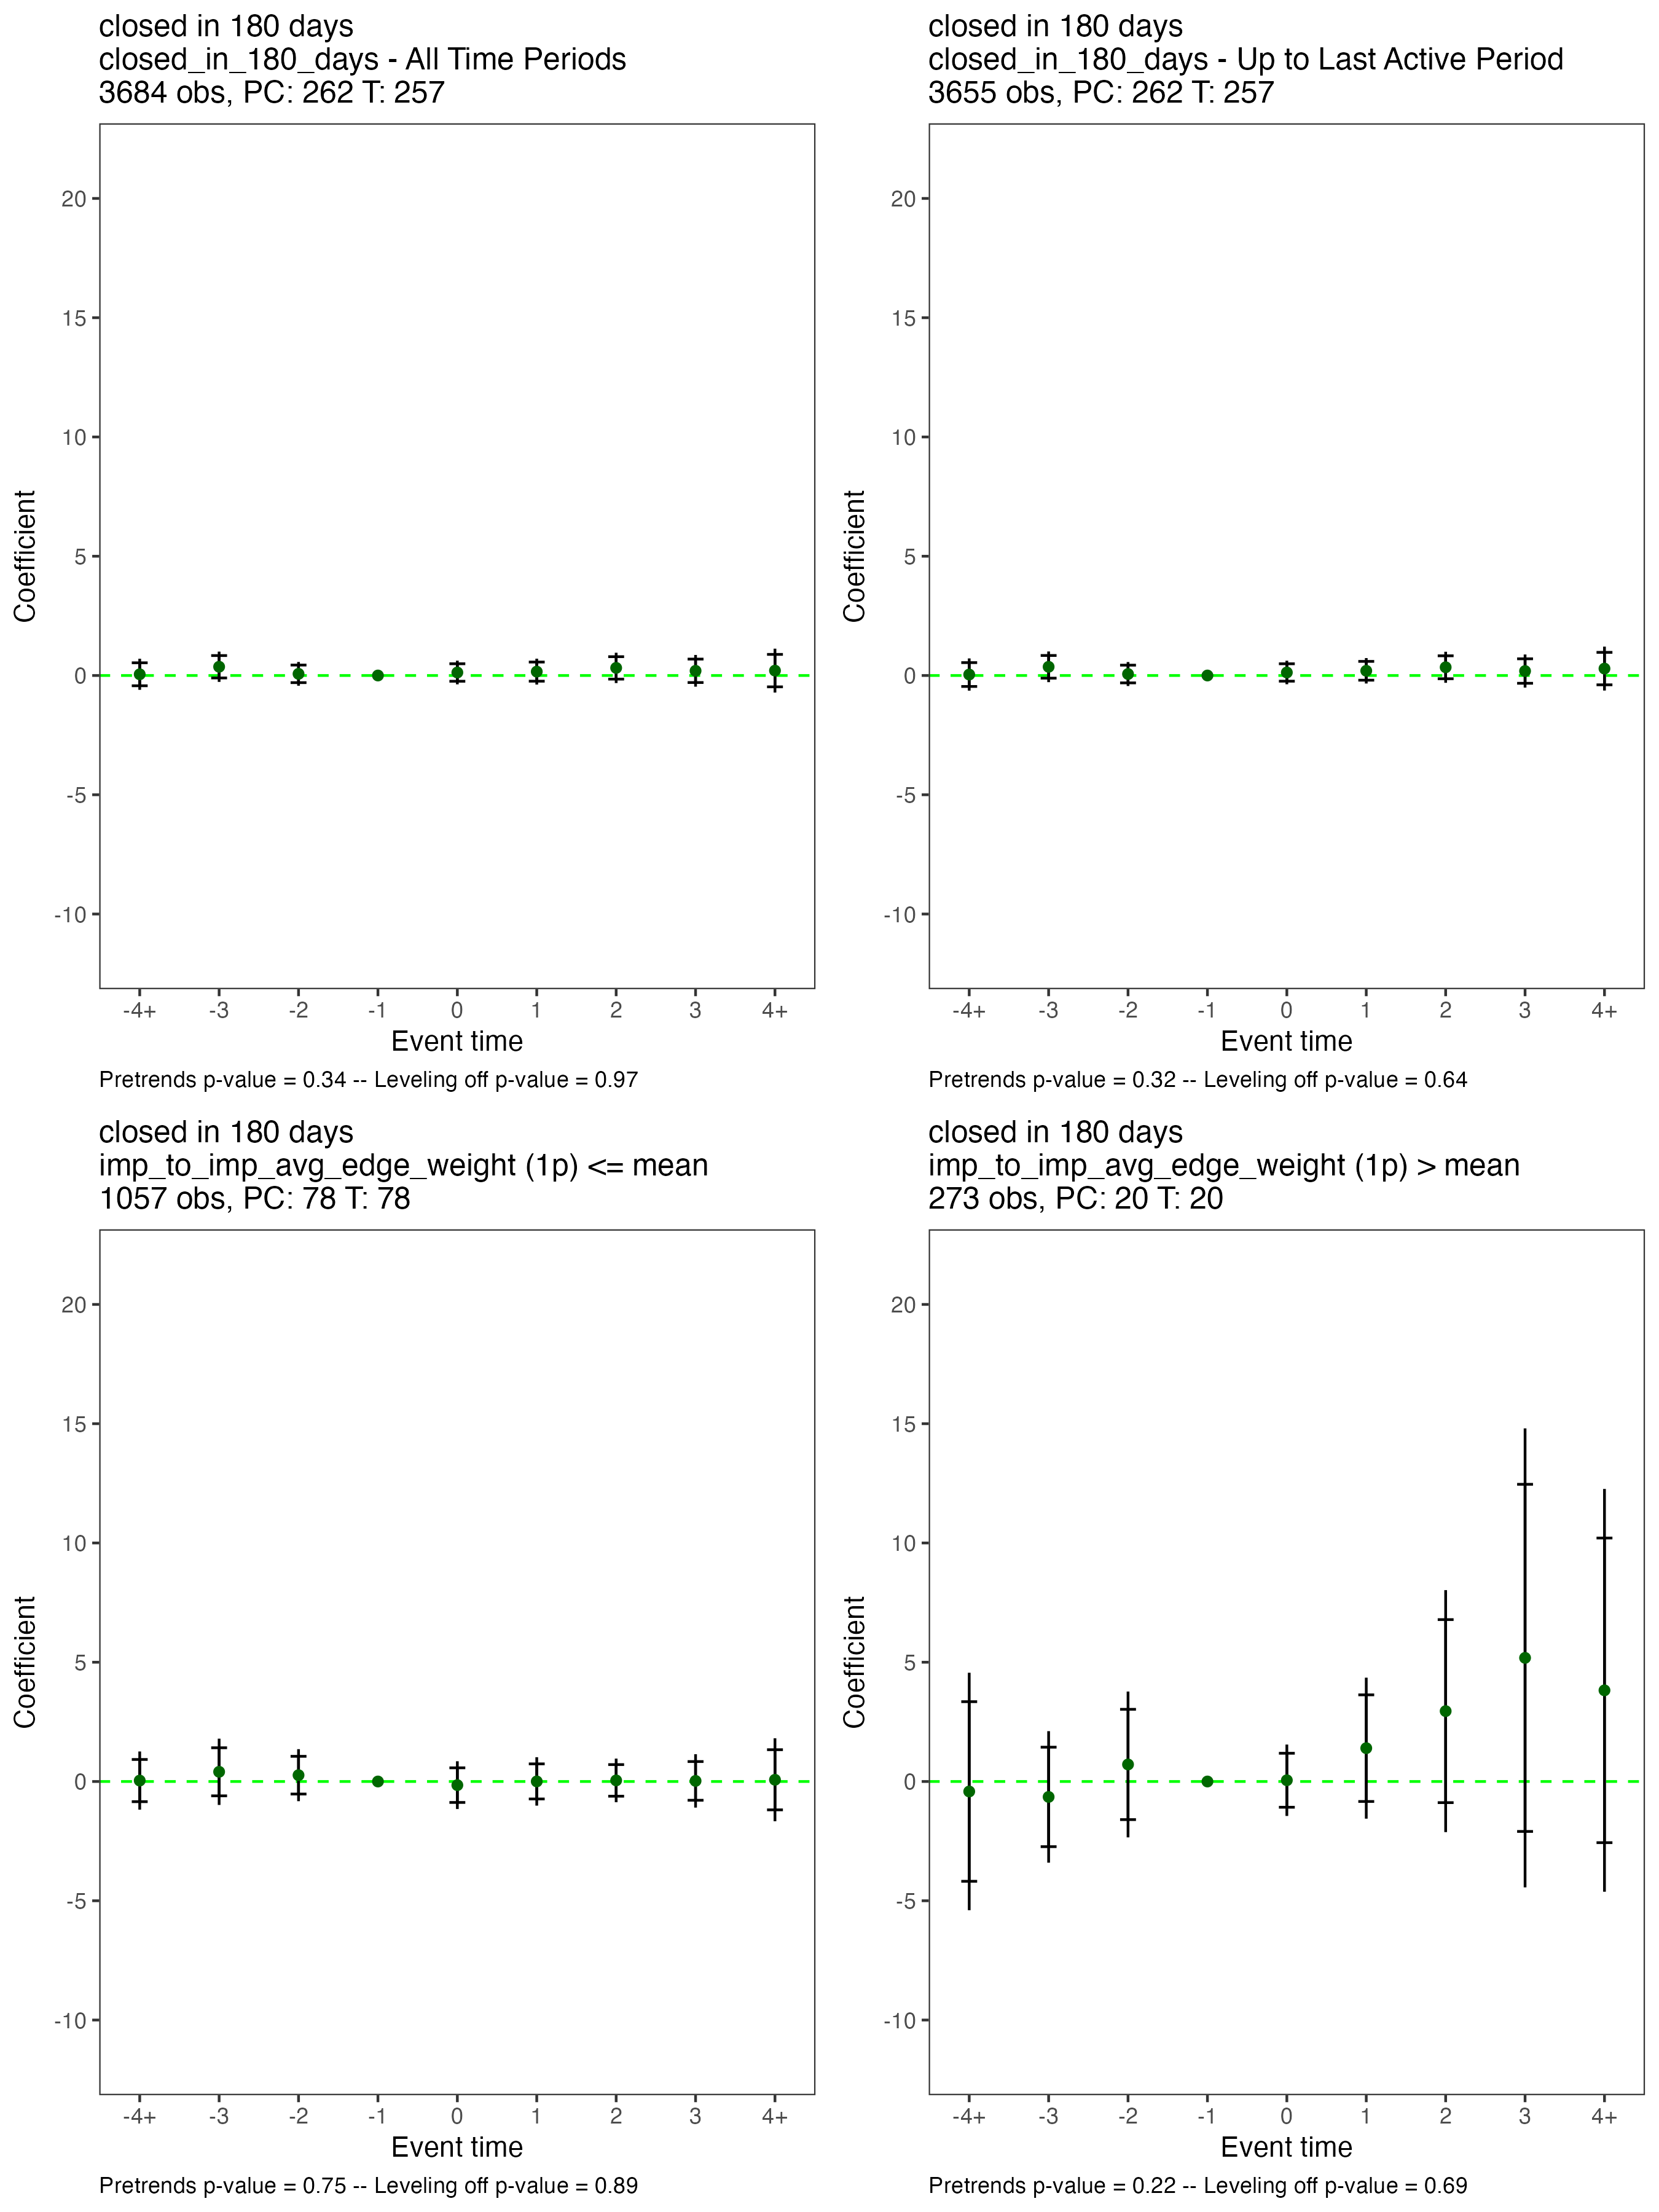 closed in 180 days
closed_in_180_days - All Time Periods
3684 obs, PC: 262 T: 257
20
15
10
5
0
-5
-10
Coefficient
-4+ -3 -2 -1 0 1 2 3 4+
Event time
Pretrends p-value = 0.34 -- Leveling off p-value = 0.97
closed in 180 days
closed_in_180_days - Up to Last Active Period
3655 obs, PC: 262 T: 257
20
15
10
5
0
-5
-10
Coefficient
-4+ -3 -2 -1 0 1 2 3 4+
Event time
Pretrends p-value = 0.32 -- Leveling off p-value = 0.64
closed in 180 days
imp_to_imp_avg_edge_weight (1p) <= mean
1057 obs, PC: 78 T: 78
20
15
10
5
0
-5
-10
Coefficient
-4+ -3 -2 -1 0 1 2 3 4+
Event time
Pretrends p-value = 0.75 -- Leveling off p-value = 0.89
closed in 180 days
imp_to_imp_avg_edge_weight (1p) > mean
273 obs, PC: 20 T: 20
20
15
10
5
0
-5
-10
Coefficient
-4+ -3 -2 -1 0 1 2 3 4+
Event time
Pretrends p-value = 0.22 -- Leveling off p-value = 0.69